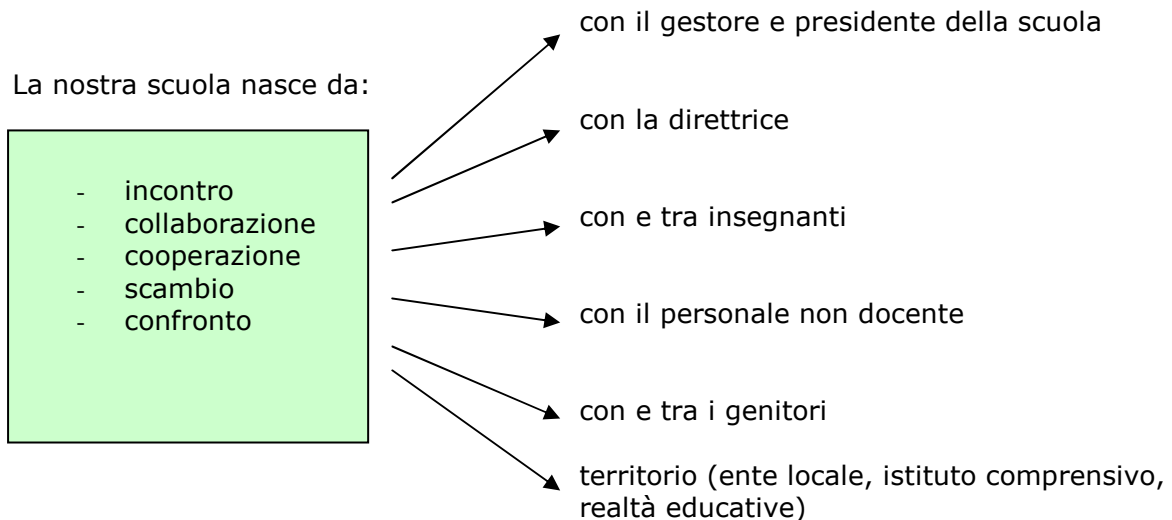 La nostra scuola nasce da:
- incontro
- collaborazione
- cooperazione
- scambio
- confronto
con il gestore e presidente della scuola
con la direttrice
con e tra insegnanti
con il personale non docente
con e tra i genitori
territorio (ente locale, istituto comprensivo,
realtà educative)